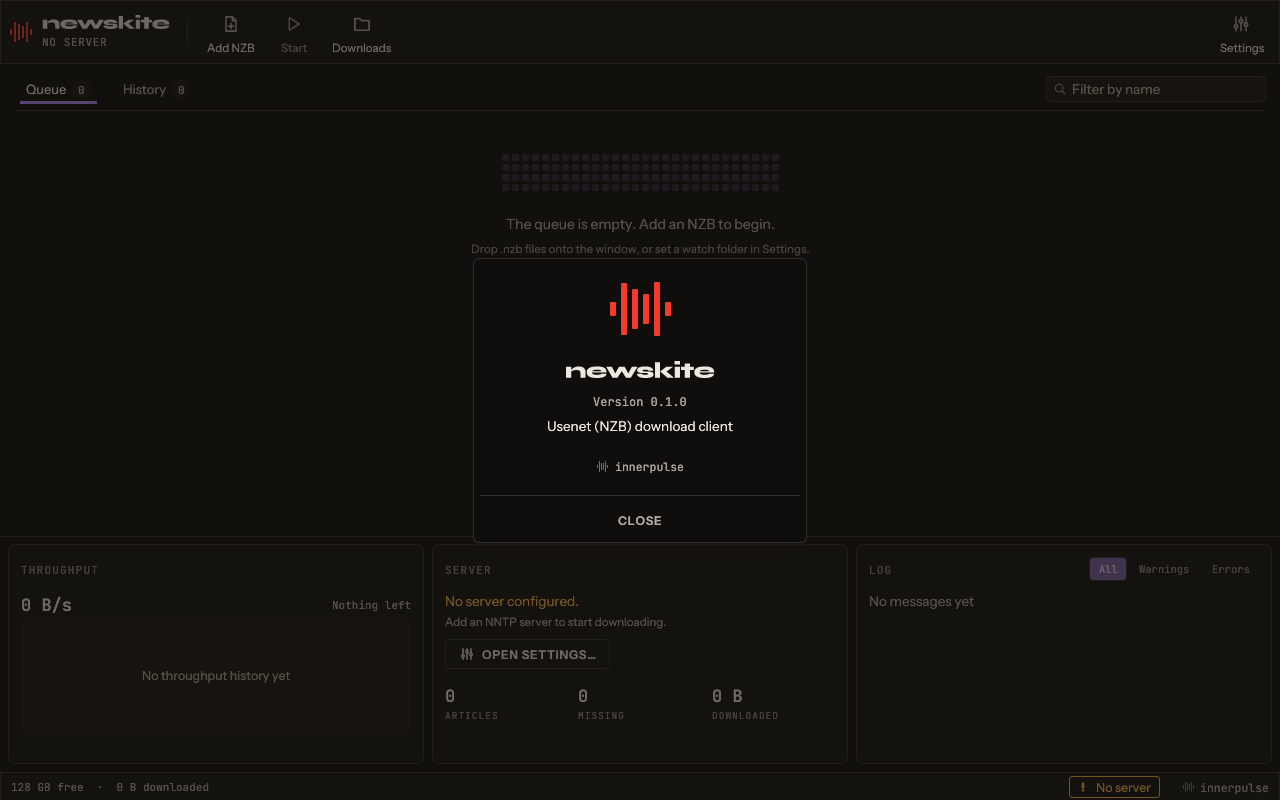 newskite
NO SERVER
Add NZB
Start
Downloads
Settings
Queue 0
History 0
Filter by name
The queue is empty. Add an NZB to begin.
Drop .nzb files onto the window, or set a watch folder in Settings.
newskite
Version 0.1.0
Usenet (NZB) download client
innerpulse
CLOSE
THROUGHPUT
0 B/s
Nothing left
No throughput history yet
SERVER
No server configured.
Add an NNTP server to start downloading.
OPEN SETTINGS…
0
ARTICLES
0
MISSING
0 B
DOWNLOADED
LOG
All
Warnings
Errors
No messages yet
128 GB free · 0 B downloaded
! No server
innerpulse